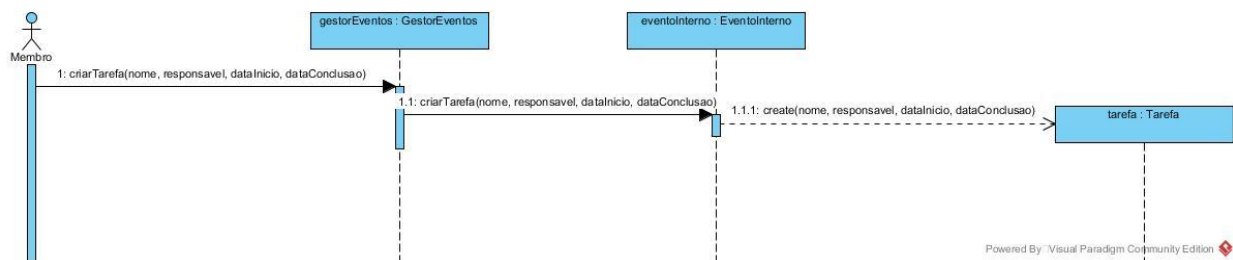 gestorEventos : GestorEventos
eventoInterno : EventoInterno
Membro
1: criarTarefa(nome, responsavel, dataInicio, dataConclusao)
1.1: criarTarefa(nome, responsavel, dataInicio, dataConclusao)
1.1.1: create(nome, responsavel, dataInicio, dataConclusao)
tarefa : Tarefa
Powered By Visual Paradigm Community Edition